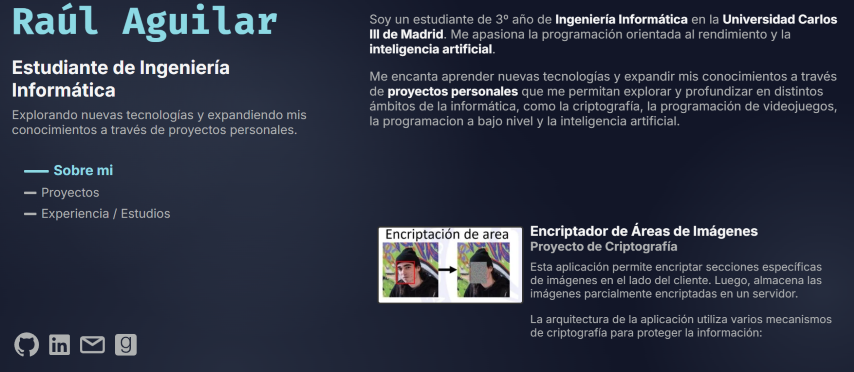 Raúl Aguilar
Estudiante de Ingeniería
Informática
Explorando nuevas tecnologías y expandiendo mis
conocimientos a través de proyectos personales.
Sobre mi
Proyectos
Experiencia / Estudios
Soy un estudiante de 3º año de Ingeniería Informática en la Universidad Carlos
III de Madrid. Me apasiona la programación orientada al rendimiento y la
inteligencia artificial.
Me encanta aprender nuevas tecnologías y expandir mis conocimientos a través
de proyectos personales que me permitan explorar y profundizar en distintos
ámbitos de la informática, como la criptografía, la programación de videojuegos,
la programacion a bajo nivel y la inteligencia artificial.
Encriptación de area
Encriptador de Áreas de Imágenes
Proyecto de Criptografía
Esta aplicación permite encriptar secciones específicas
de imágenes en el lado del cliente. Luego, almacena las
imágenes parcialmente encriptadas en un servidor.
La arquitectura de la aplicación utiliza varios mecanismos
de criptografía para proteger la información: